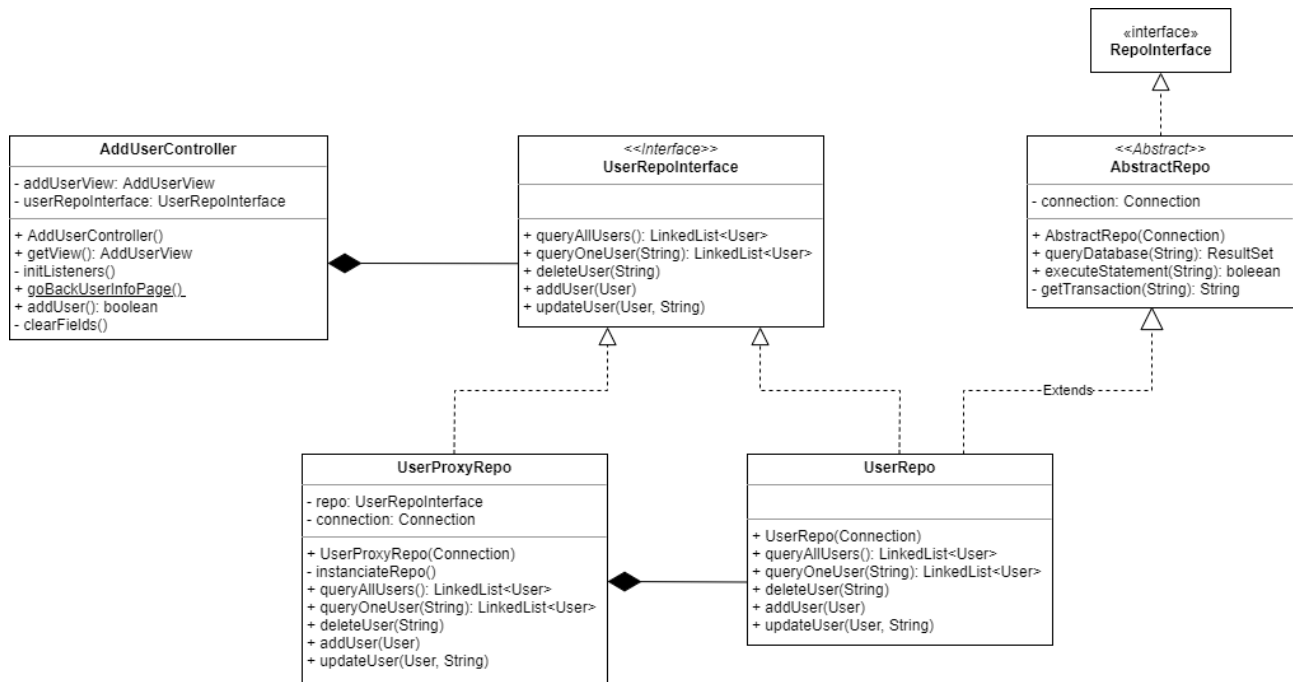 «interface»
RepoInterface
AddUserController
- addUserView: AddUserView
- userRepoInterface: UserRepoInterface
+ AddUserController()
+ getView(): AddUserView
- initListeners()
+ goBackUserInfoPage()
+ addUser(): boolean
- clearFields()
<<Interface>>
UserRepoInterface
+ queryAllUsers(): LinkedList<User>
+ queryOneUser(String): LinkedList<User>
+ deleteUser(String)
+ addUser(User)
+ updateUser(User, String)
<<Abstract>>
AbstractRepo
- connection: Connection
+ AbstractRepo(Connection)
+ queryDatabase(String): ResultSet
+ executeStatement(String): boleean
- getTransaction(String): String
Extends
UserProxyRepo
- repo: UserRepoInterface
- connection: Connection
+ UserProxyRepo(Connection)
- instanciateRepo()
+ queryAllUsers(): LinkedList<User>
+ queryOneUser(String): LinkedList<User>
+ deleteUser(String)
+ addUser(User)
+ updateUser(User, String)
UserRepo
+ UserRepo(Connection)
+ queryAllUsers(): LinkedList<User>
+ queryOneUser(String): LinkedList<User>
+ deleteUser(String)
+ addUser(User)
+ updateUser(User, String)